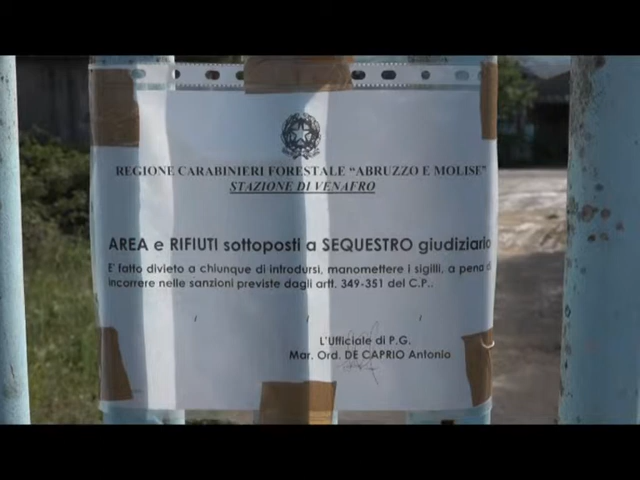 REGIONE CARABINIERI FORESTALE "ABRUZZO E MOLISE"
STAZIONE DI VENAFRO
AREA e RIFIUTI sottoposti a SEQUESTRO giudiziario
E' fatto divieto a chiunque di introdursi, manomettere i sigilli, a pena di
incorrere nelle sanzioni previste dagli artt. 349-351 del C.P..
L'Ufficiale di P.G.
Mar. Ord. DE CAPRIO Antonio